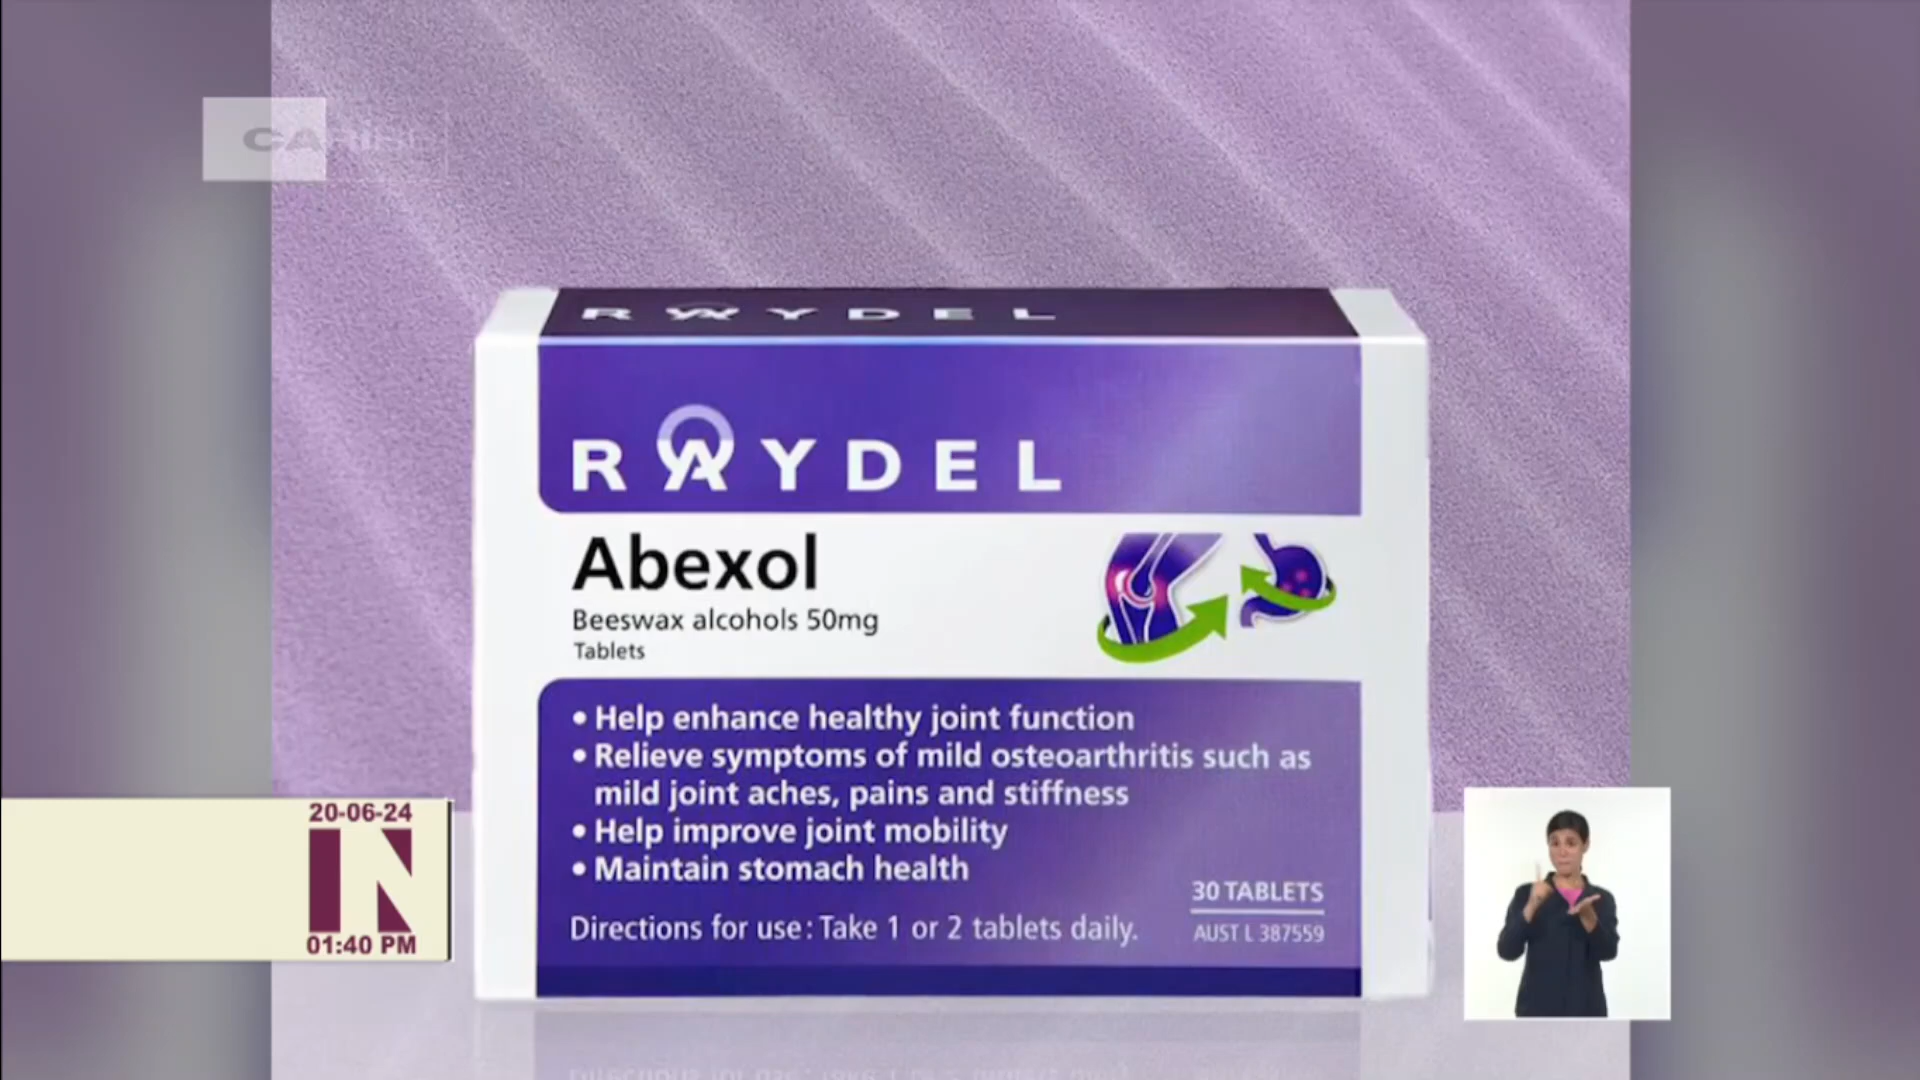 CARIBE
RAYDEL
RAYDEL
Abexol
Beeswax alcohols 50mg
Tablets
• Help enhance healthy joint function
• Relieve symptoms of mild osteoarthritis such as
mild joint aches, pains and stiffness
• Help improve joint mobility
• Maintain stomach health
Directions for use: Take 1 or 2 tablets daily.
30 TABLETS
AUST L 387559
20-06-24
IN
01:40 PM